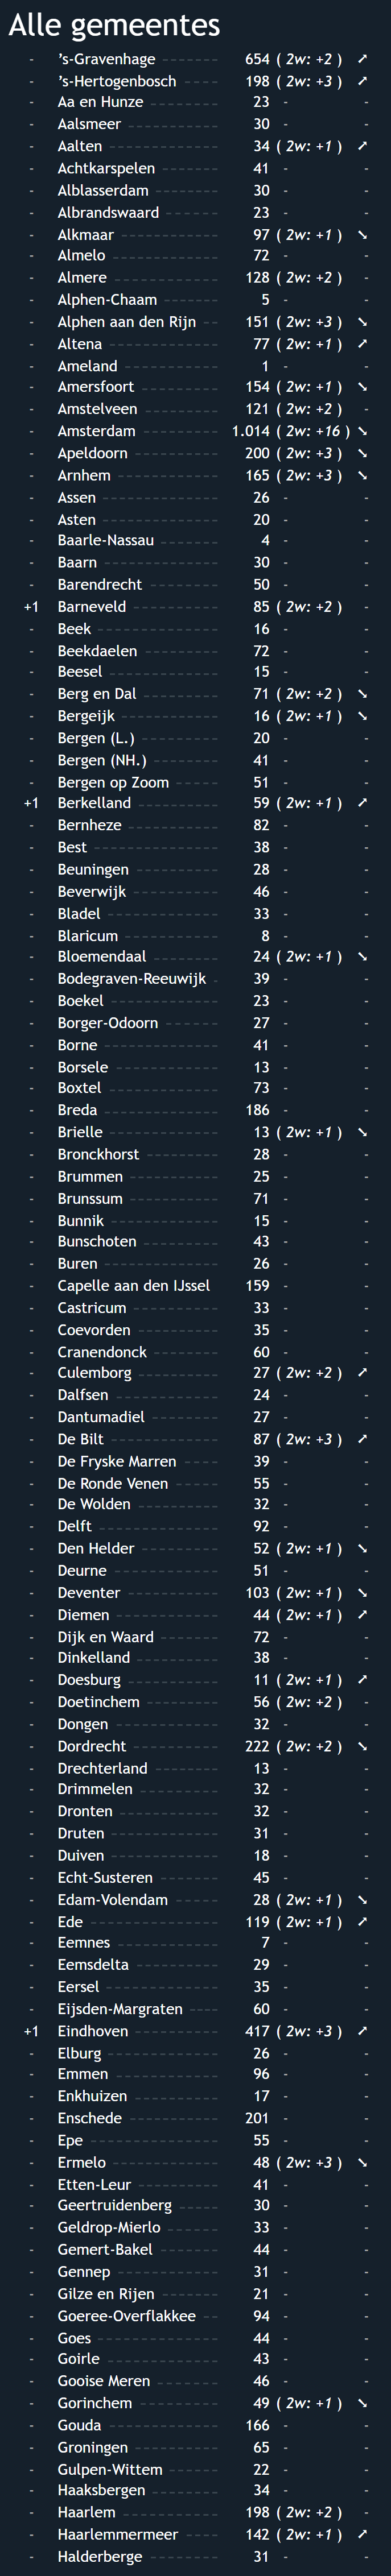 Alle gemeentes
- ’s-Gravenhage 654 ( 2w: +2 ) ➚
- ’s-Hertogenbosch 198 ( 2w: +3 ) ➚
- Aa en Hunze 23 - -
- Aalsmeer 30 - -
- Aalten 34 ( 2w: +1 ) ➚
- Achtkarspelen 41 - -
- Alblasserdam 30 - -
- Albrandswaard 23 - -
- Alkmaar 97 ( 2w: +1 ) ➘
- Almelo 72 - -
- Almere 128 ( 2w: +2 ) -
- Alphen-Chaam 5 - -
- Alphen aan den Rijn 151 ( 2w: +3 ) ➘
- Altena 77 ( 2w: +1 ) ➚
- Ameland 1 - -
- Amersfoort 154 ( 2w: +1 ) ➘
- Amstelveen 121 ( 2w: +2 ) -
- Amsterdam 1.014 ( 2w: +16 ) ➘
- Apeldoorn 200 ( 2w: +3 ) ➘
- Arnhem 165 ( 2w: +3 ) ➘
- Assen 26 - -
- Asten 20 - -
- Baarle-Nassau 4 - -
- Baarn 30 - -
- Barendrecht 50 - -
+1 Barneveld 85 ( 2w: +2 ) -
- Beek 16 - -
- Beekdaelen 72 - -
- Beesel 15 - -
- Berg en Dal 71 ( 2w: +2 ) ➘
- Bergeijk 16 ( 2w: +1 ) ➘
- Bergen (L.) 20 - -
- Bergen (NH.) 41 - -
- Bergen op Zoom 51 - -
+1 Berkelland 59 ( 2w: +1 ) ➚
- Bernheze 82 - -
- Best 38 - -
- Beuningen 28 - -
- Beverwijk 46 - -
- Bladel 33 - -
- Blaricum 8 - -
- Bloemendaal 24 ( 2w: +1 ) ➘
- Bodegraven-Reeuwijk 39 - -
- Boekel 23 - -
- Borger-Odoorn 27 - -
- Borne 41 - -
- Borsele 13 - -
- Boxtel 73 - -
- Breda 186 - -
- Brielle 13 ( 2w: +1 ) ➘
- Bronckhorst 28 - -
- Brummen 25 - -
- Brunssum 71 - -
- Bunnik 15 - -
- Bunschoten 43 - -
- Buren 26 - -
- Capelle aan den IJssel 159 - -
- Castricum 33 - -
- Coevorden 35 - -
- Cranendonck 60 - -
- Culemborg 27 ( 2w: +2 ) ➚
- Dalfsen 24 - -
- Dantumadiel 27 - -
- De Bilt 87 ( 2w: +3 ) ➚
- De Fryske Marren 39 - -
- De Ronde Venen 55 - -
- De Wolden 32 - -
- Delft 92 - -
- Den Helder 52 ( 2w: +1 ) ➘
- Deurne 51 - -
- Deventer 103 ( 2w: +1 ) ➘
- Diemen 44 ( 2w: +1 ) ➚
- Dijk en Waard 72 - -
- Dinkelland 38 - -
- Doesburg 11 ( 2w: +1 ) ➚
- Doetinchem 56 ( 2w: +2 ) -
- Dongen 32 - -
- Dordrecht 222 ( 2w: +2 ) ➘
- Drechterland 13 - -
- Drimmelen 32 - -
- Dronten 32 - -
- Druten 31 - -
- Duiven 18 - -
- Echt-Susteren 45 - -
- Edam-Volendam 28 ( 2w: +1 ) ➘
- Ede 119 ( 2w: +1 ) ➚
- Eemnes 7 - -
- Eemsdelta 29 - -
- Eersel 35 - -
- Eijsden-Margraten 60 - -
+1 Eindhoven 417 ( 2w: +3 ) ➚
- Elburg 26 - -
- Emmen 96 - -
- Enkhuizen 17 - -
- Enschede 201 - -
- Epe 55 - -
- Ermelo 48 ( 2w: +3 ) ➘
- Etten-Leur 41 - -
- Geertruidenberg 30 - -
- Geldrop-Mierlo 33 - -
- Gemert-Bakel 44 - -
- Gennep 31 - -
- Gilze en Rijen 21 - -
- Goeree-Overflakkee 94 - -
- Goes 44 - -
- Goirle 43 - -
- Gooise Meren 46 - -
- Gorinchem 49 ( 2w: +1 ) ➘
- Gouda 166 - -
- Groningen 65 - -
- Gulpen-Wittem 22 - -
- Haaksbergen 34 - -
- Haarlem 198 ( 2w: +2 ) -
- Haarlemmermeer 142 ( 2w: +1 ) ➚
- Halderberge 31 - -